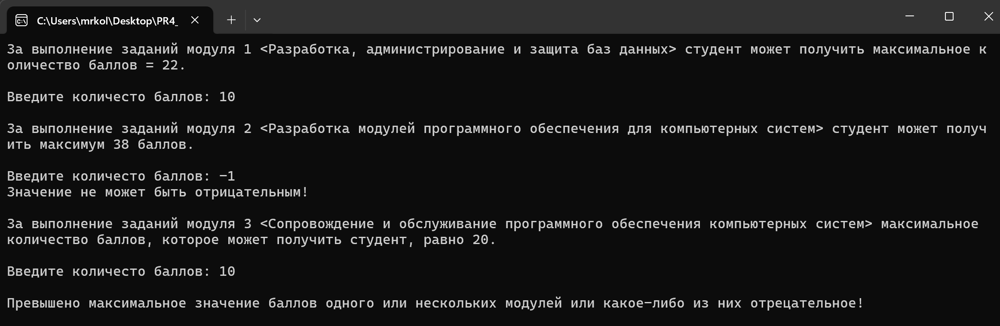 C:\Users\mrkol\Desktop\PR4_
За выполнение заданий модуля 1 <Разработка, администрирование и защита баз данных> студент может получить максимальное к
оличество баллов = 22.
Введите количесто баллов: 10
За выполнение заданий модуля 2 <Разработка модулей программного обеспечения для компьютерных систем> студент может получ
ить максимум 38 баллов.
Введите количесто баллов: -1
Значение не может быть отрицательным!
За выполнение заданий модуля 3 <Сопровождение и обслуживание программного обеспечения компьютерных систем> максимальное
количество баллов, которое может получить студент, равно 20.
Введите количесто баллов: 10
Превышено максимальное значение баллов одного или нескольких модулей или какое-либо из них отрецательное!